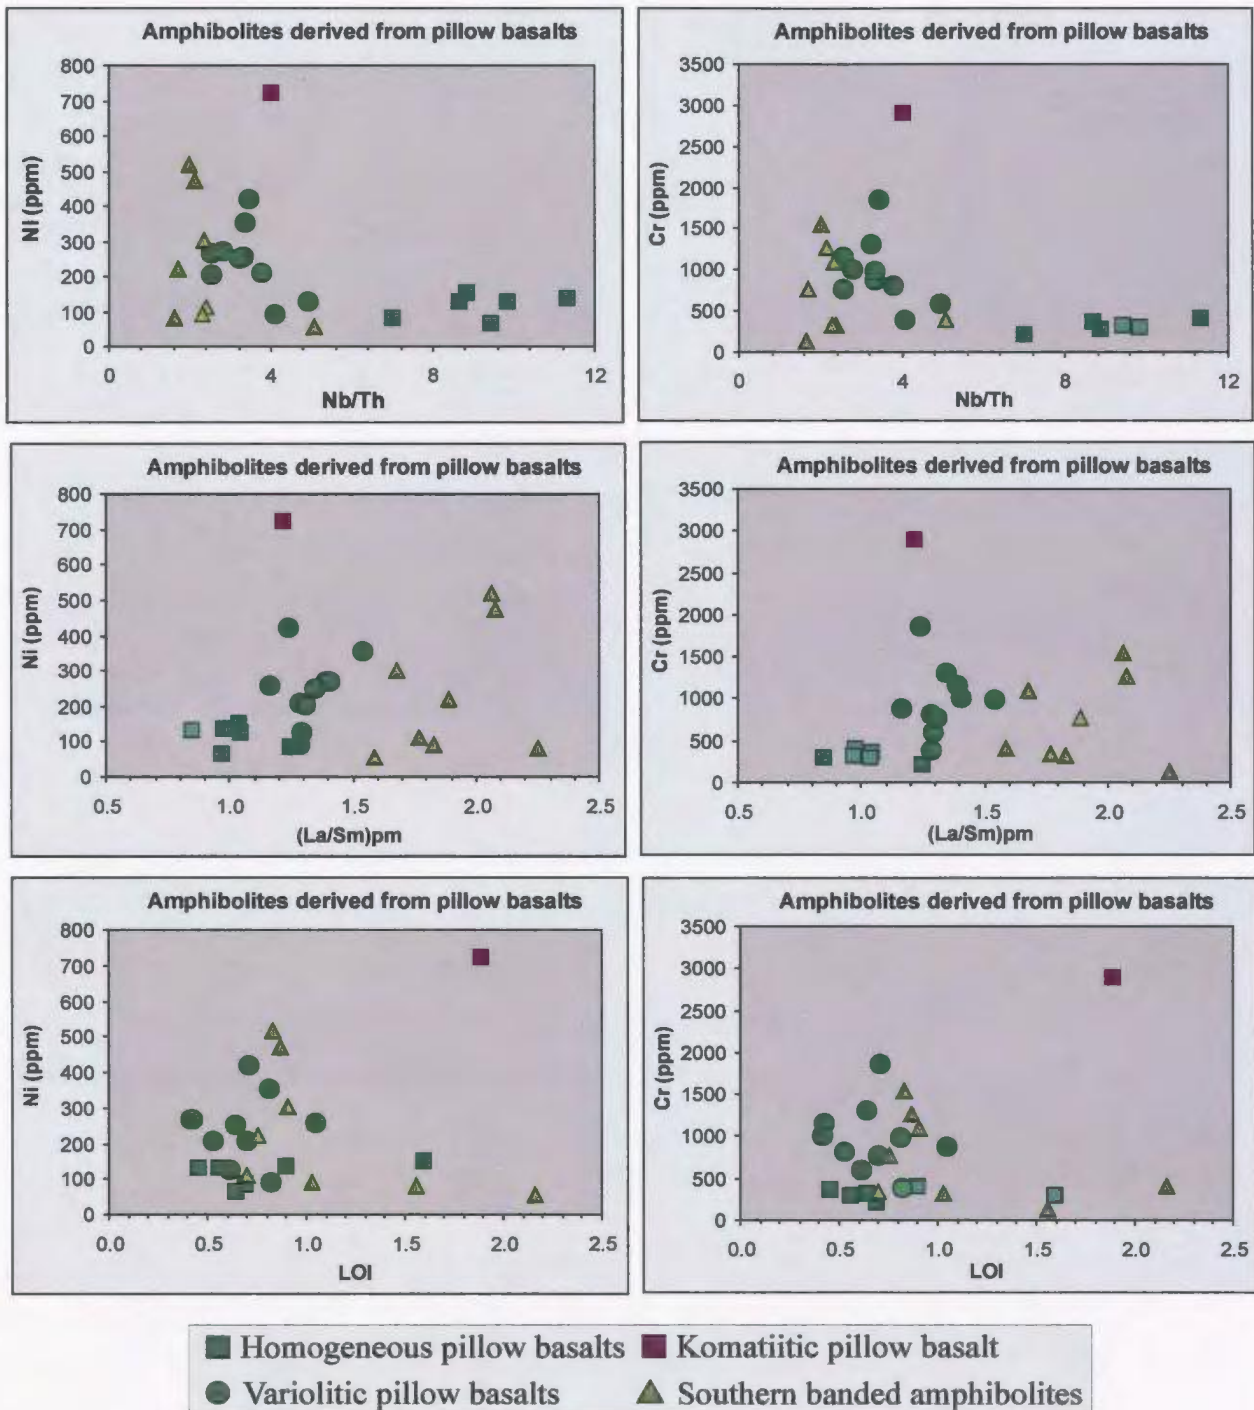 Amphibolites derived from pillow basalts
800
700
600
500
400
300
200
100
0
Ni (ppm)
0 4 8 12
Nb/Th
Amphibolites derived from pillow basalts
3500
3000
2500
2000
1500
1000
500
0
Cr (ppm)
0 4 8 12
Nb/Th
Amphibolites derived from pillow basalts
800
700
600
500
400
300
200
100
0
Ni (ppm)
0.5 1.0 1.5 2.0 2.5
(La/Sm)pm
Amphibolites derived from pillow basalts
3500
3000
2500
2000
1500
1000
500
0
Cr (ppm)
0.5 1.0 1.5 2.0 2.5
(La/Sm)pm
Amphibolites derived from pillow basalts
800
700
600
500
400
300
200
100
0
Ni (ppm)
0.0 0.5 1.0 1.5 2.0 2.5
LOI
Amphibolites derived from pillow basalts
3500
3000
2500
2000
1500
1000
500
0
Cr (ppm)
0.0 0.5 1.0 1.5 2.0 2.5
LOI
Homogeneous pillow basalts Komatiitic pillow basalt
Variolitic pillow basalts Southern banded amphibolites